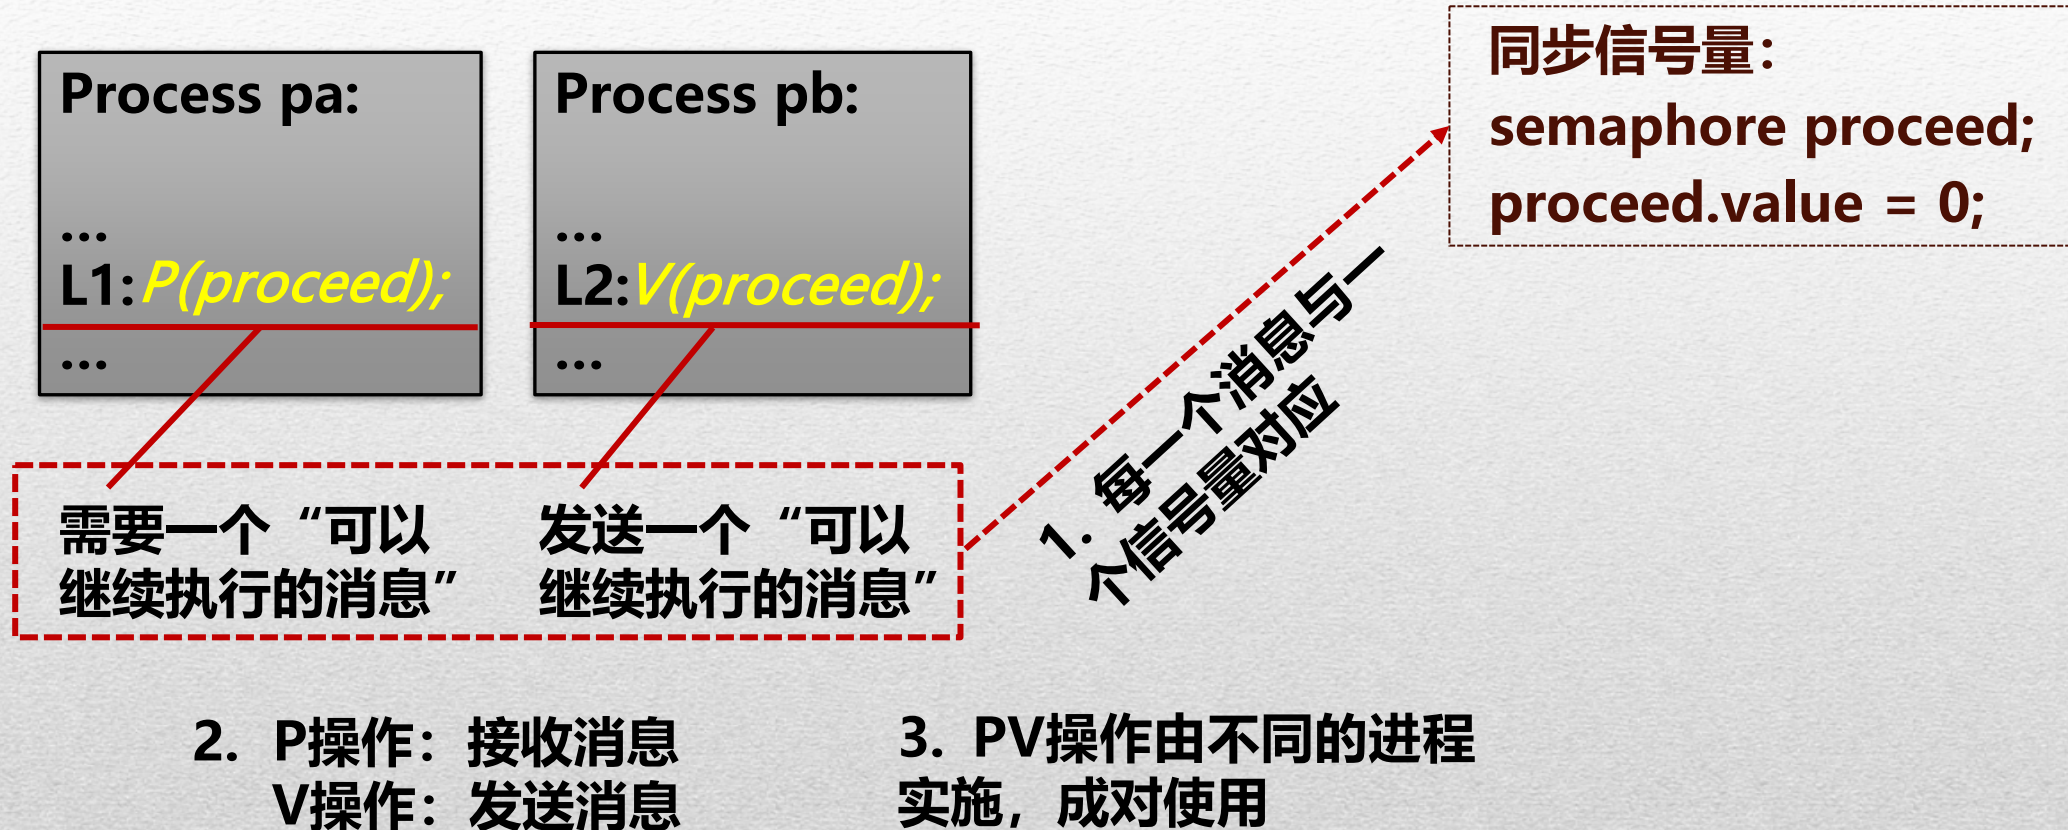 Process pa:
...
L1: P(proceed);
...
Process pb:
...
L2: V(proceed);
...
同步信号量：
semaphore proceed;
proceed.value = 0;
需要一个“可以
继续执行的消息”
发送一个“可以
继续执行的消息”
1. 每一个消息与一
个信号量对应
2. P操作：接收消息
V操作：发送消息
3. PV操作由不同的进程
实施，成对使用